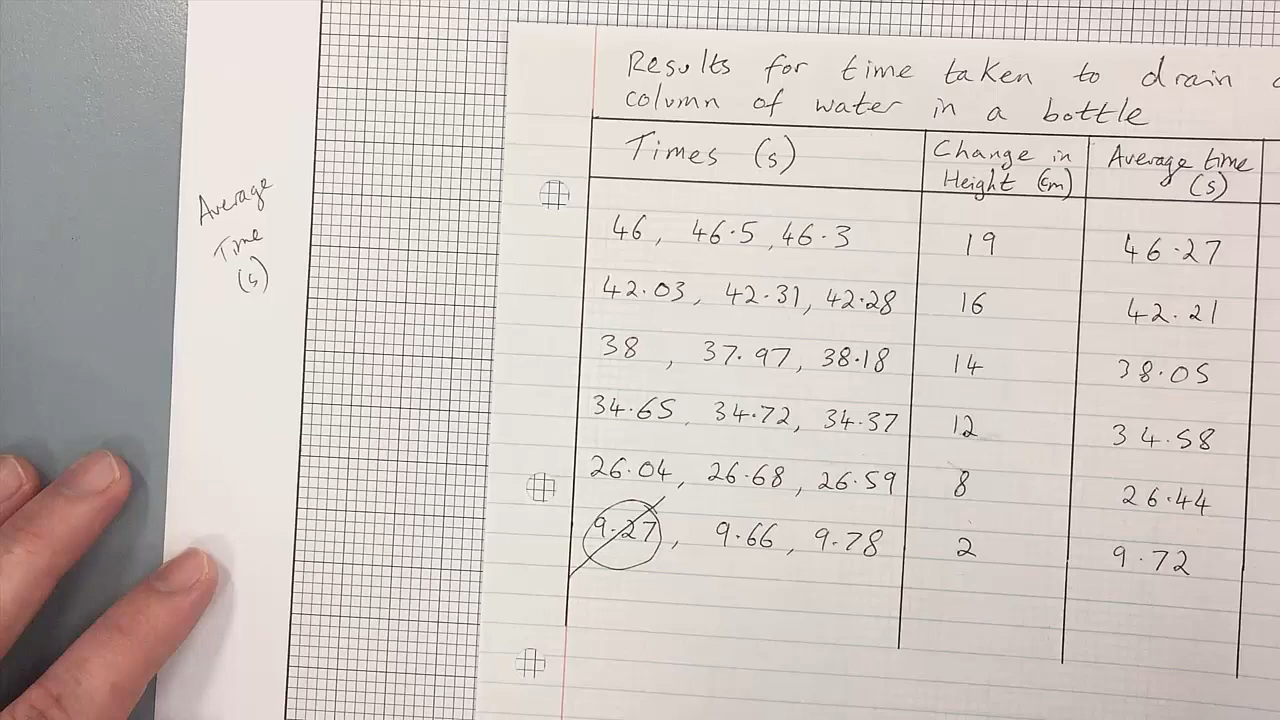 Results for time taken to drain
column of water in a bottle
Times (s)
Change in
Height (cm)
Average time
(s)
46, 46.5, 46.3
19
46.27
42.03, 42.31, 42.28
16
42.21
38, 37.97, 38.18
14
38.05
34.65, 34.72, 34.37
12
34.58
26.04, 26.68, 26.59
8
26.44
9.27, 9.66, 9.78
2
9.72
Average
Time
(s)